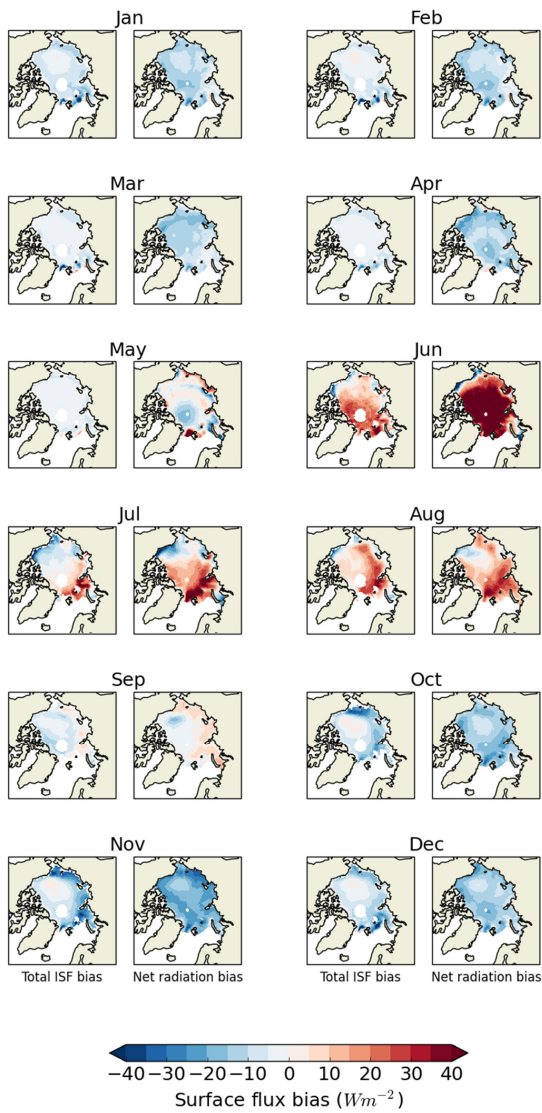 Jan Feb
Mar Apr
May Jun
Jul Aug
Sep Oct
Nov Dec
Total ISF bias Net radiation bias Total ISF bias Net radiation bias
−40 −30 −20 −10 0 10 20 30 40
Surface flux bias (Wm⁻²)